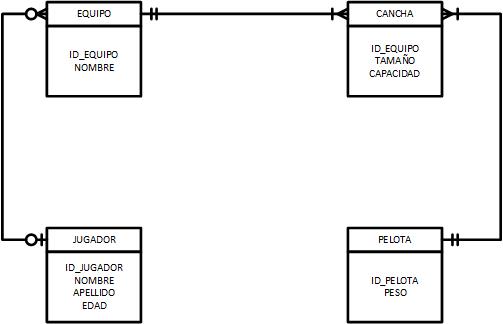 EQUIPO
ID_EQUIPO
NOMBRE
CANCHA
ID_EQUIPO
TAMAÑO
CAPACIDAD
JUGADOR
ID_JUGADOR
NOMBRE
APELLIDO
EDAD
PELOTA
ID_PELOTA
PESO